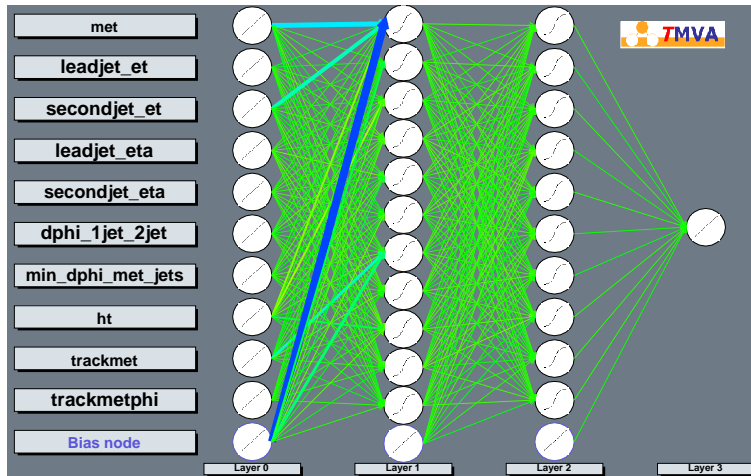 met
TMVA
leadjet_et
secondjet_et
leadjet_eta
secondjet_eta
dphi_1jet_2jet
min_dphi_met_jets
ht
trackmet
trackmetphi
Bias node
Layer 0
Layer 1
Layer 2
Layer 3